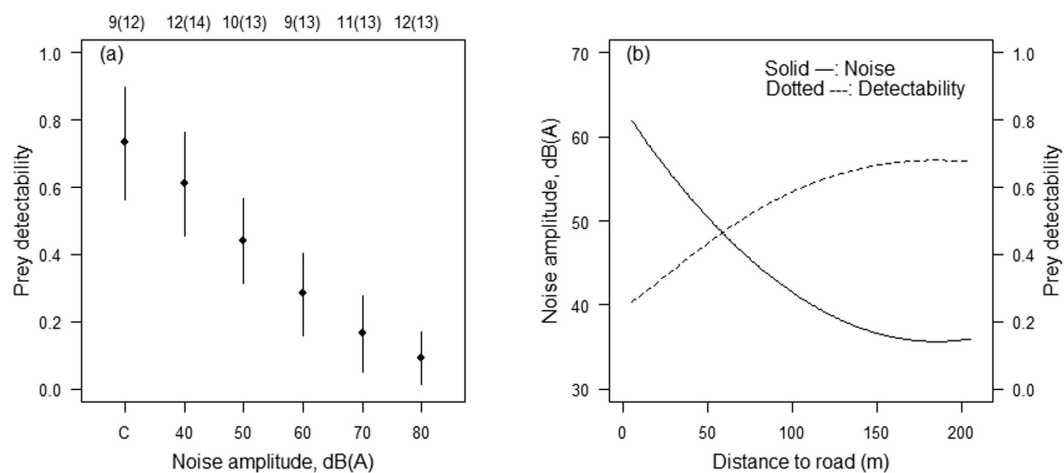 9(12) 12(14) 10(13) 9(13) 11(13) 12(13)
(a)
Prey detectability
1.0
0.8
0.6
0.4
0.2
0.0
C 40 50 60 70 80
Noise amplitude, dB(A)
(b)
Solid —: Noise
Dotted ---: Detectability
Noise amplitude, dB(A)
70
60
50
40
30
1.0
0.8
0.6
0.4
0.2
0.0
Prey detectability
0 50 100 150 200
Distance to road (m)